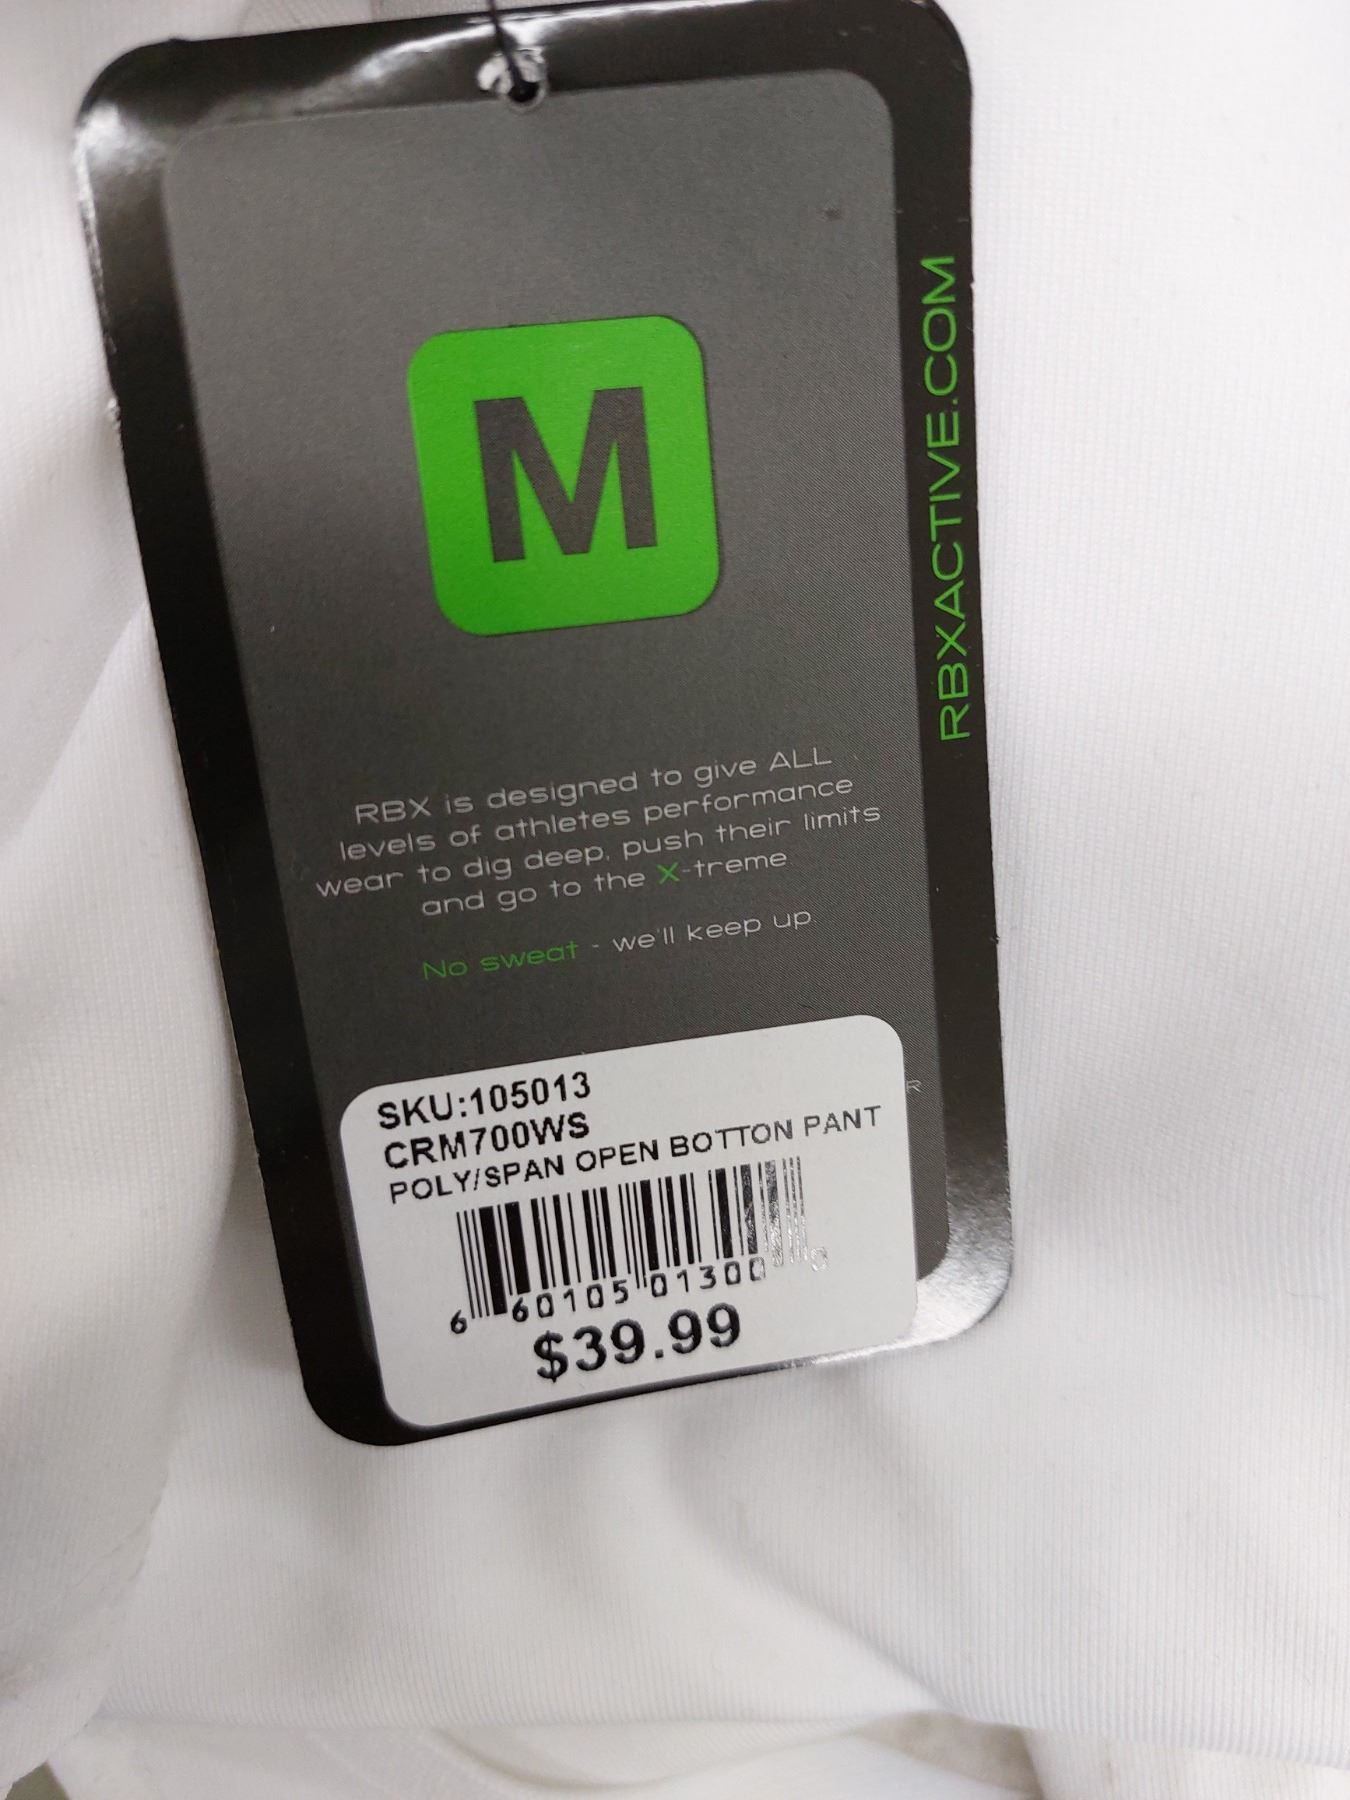 M
RBXACTIVE.COM
RBX is designed to give ALL
levels of athletes performance
wear to dig deep, push their limits
and go to the X-treme
No sweat - we'll keep up.
R
SKU:105013
CRM700WS
POLY/SPAN OPEN BOTTON PANT
6 60105 01300 0
$39.99